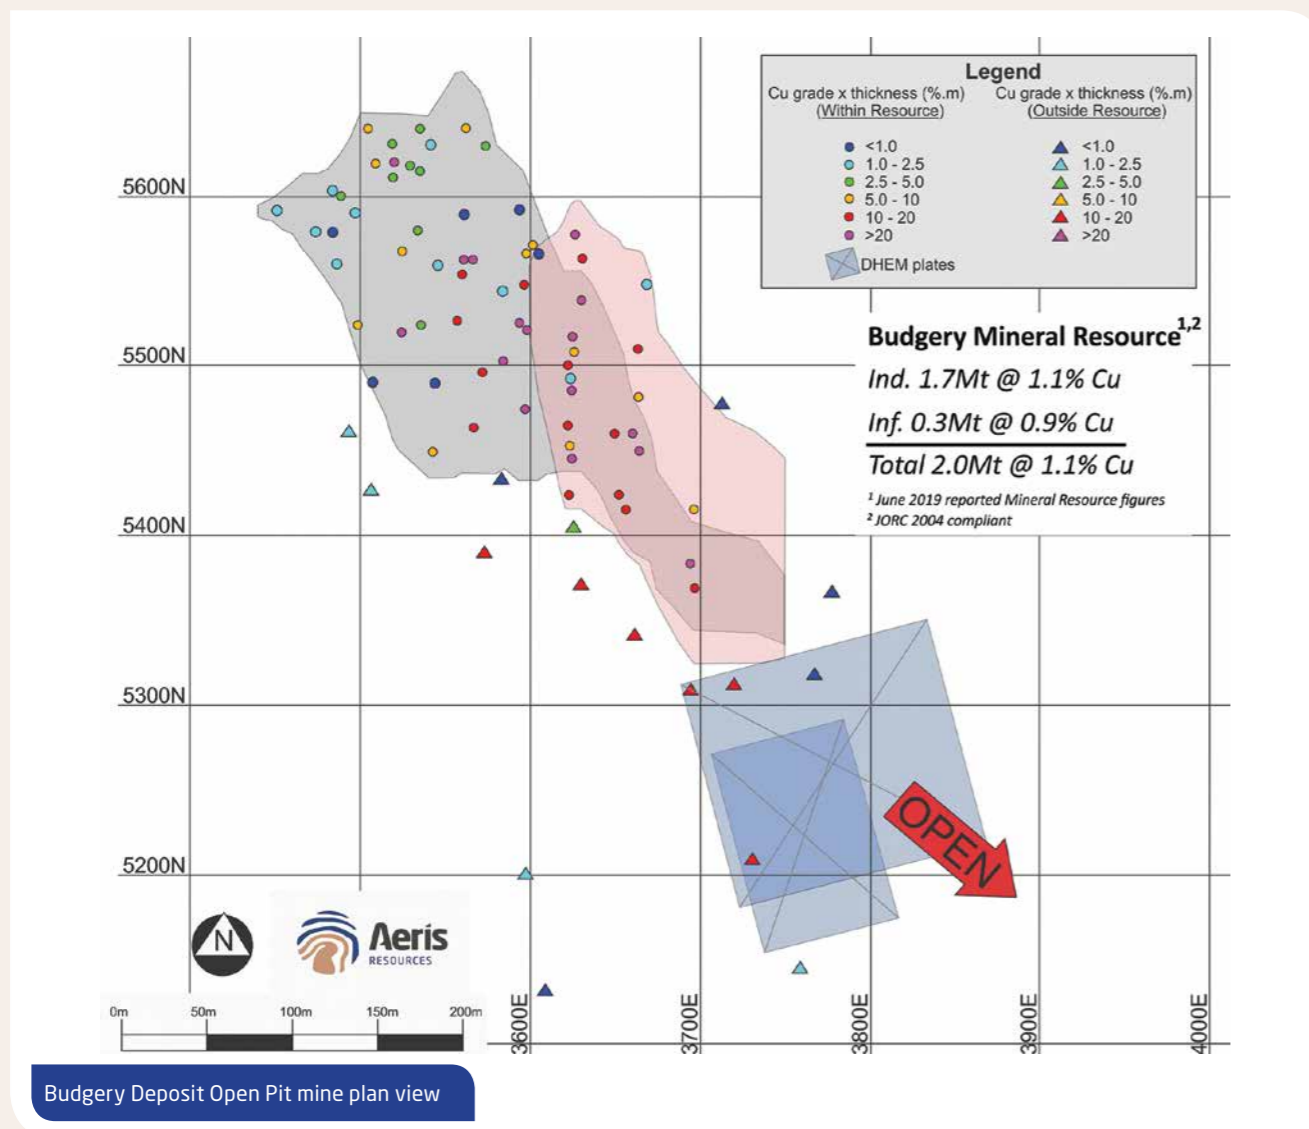 Legend
Cu grade x thickness (%.m) Cu grade x thickness (%.m)
(Within Resource) (Outside Resource)
<1.0 <1.0
1.0 - 2.5 1.0 - 2.5
2.5 - 5.0 2.5 - 5.0
5.0 - 10 5.0 - 10
10 - 20 10 - 20
>20 >20
DHEM plates
Budgery Mineral Resource1,2
Ind. 1.7Mt @ 1.1% Cu
Inf. 0.3Mt @ 0.9% Cu
Total 2.0Mt @ 1.1% Cu
1 June 2019 reported Mineral Resource figures
2 JORC 2004 compliant
5600N
5500N
5400N
5300N
5200N
OPEN
N
Aeris
RESOURCES
0m 50m 100m 150m 200m
3600E
3700E
3800E
3900E
4000E
Budgery Deposit Open Pit mine plan view